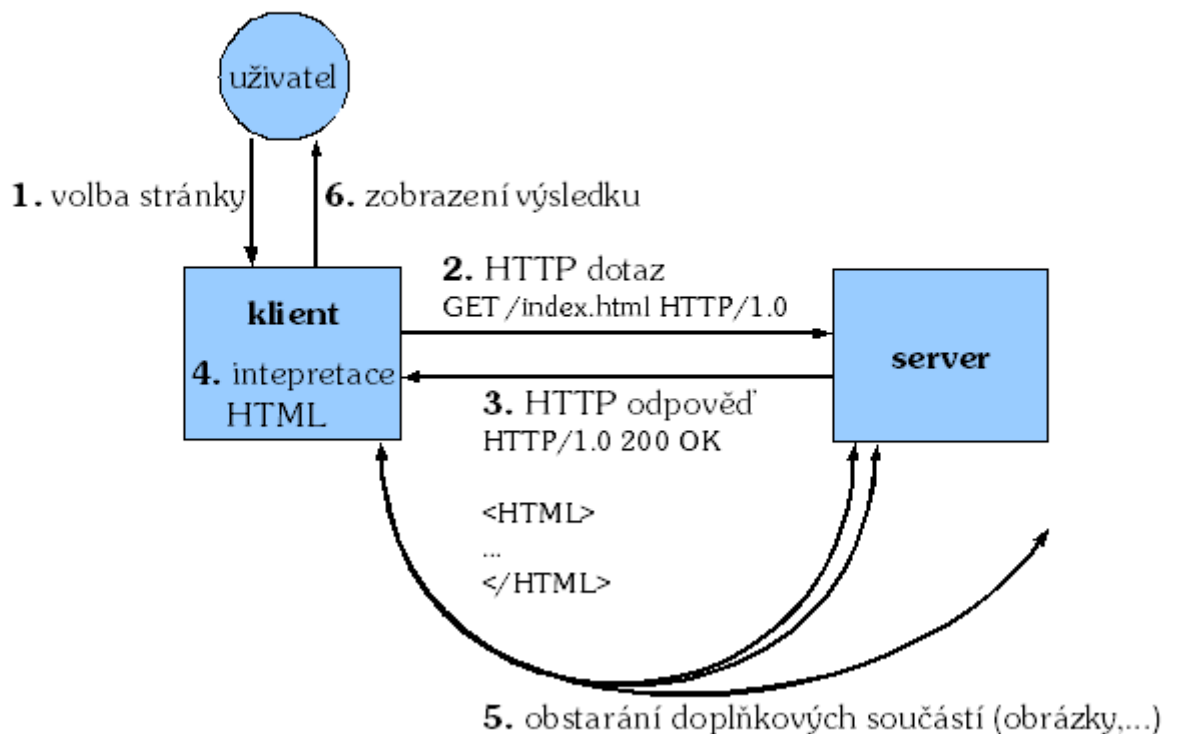 uživatel
1. volba stránky
6. zobrazení výsledku
2. HTTP dotaz
GET /index.html HTTP/1.0
klient
4. intepretace
HTML
server
3. HTTP odpověď
HTTP/1.0 200 OK
<HTML>
...
</HTML>
5. obstarání doplňkových součástí (obrázky,...)